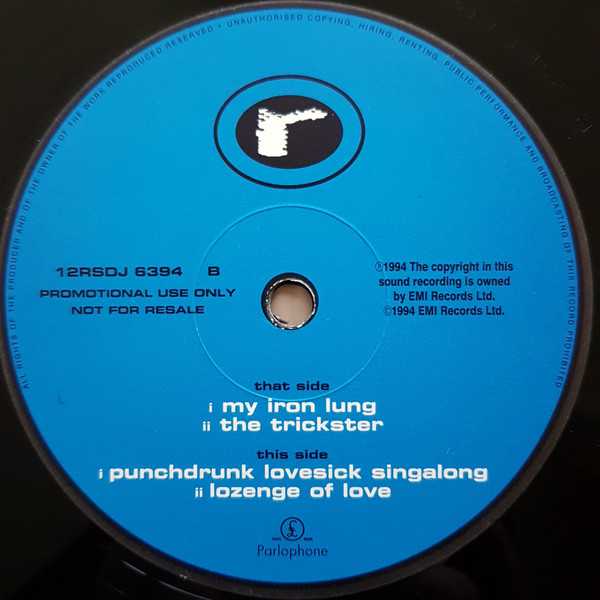 ALL RIGHTS OF THE PRODUCER AND OF THE OWNER OF THE WORK REPRODUCED RESERVED • UNAUTHORISED COPYING, HIRING, RENTING, PUBLIC PERFORMANCE AND BROADCASTING OF THIS RECORD PROHIBITED
r
12RSDJ 6394 B
PROMOTIONAL USE ONLY
NOT FOR RESALE
℗1994 The copyright in this
sound recording is owned
by EMI Records Ltd.
©1994 EMI Records Ltd.
that side
i my iron lung
ii the trickster
this side
i punchdrunk lovesick singalong
ii lozenge of love
£
Parlophone